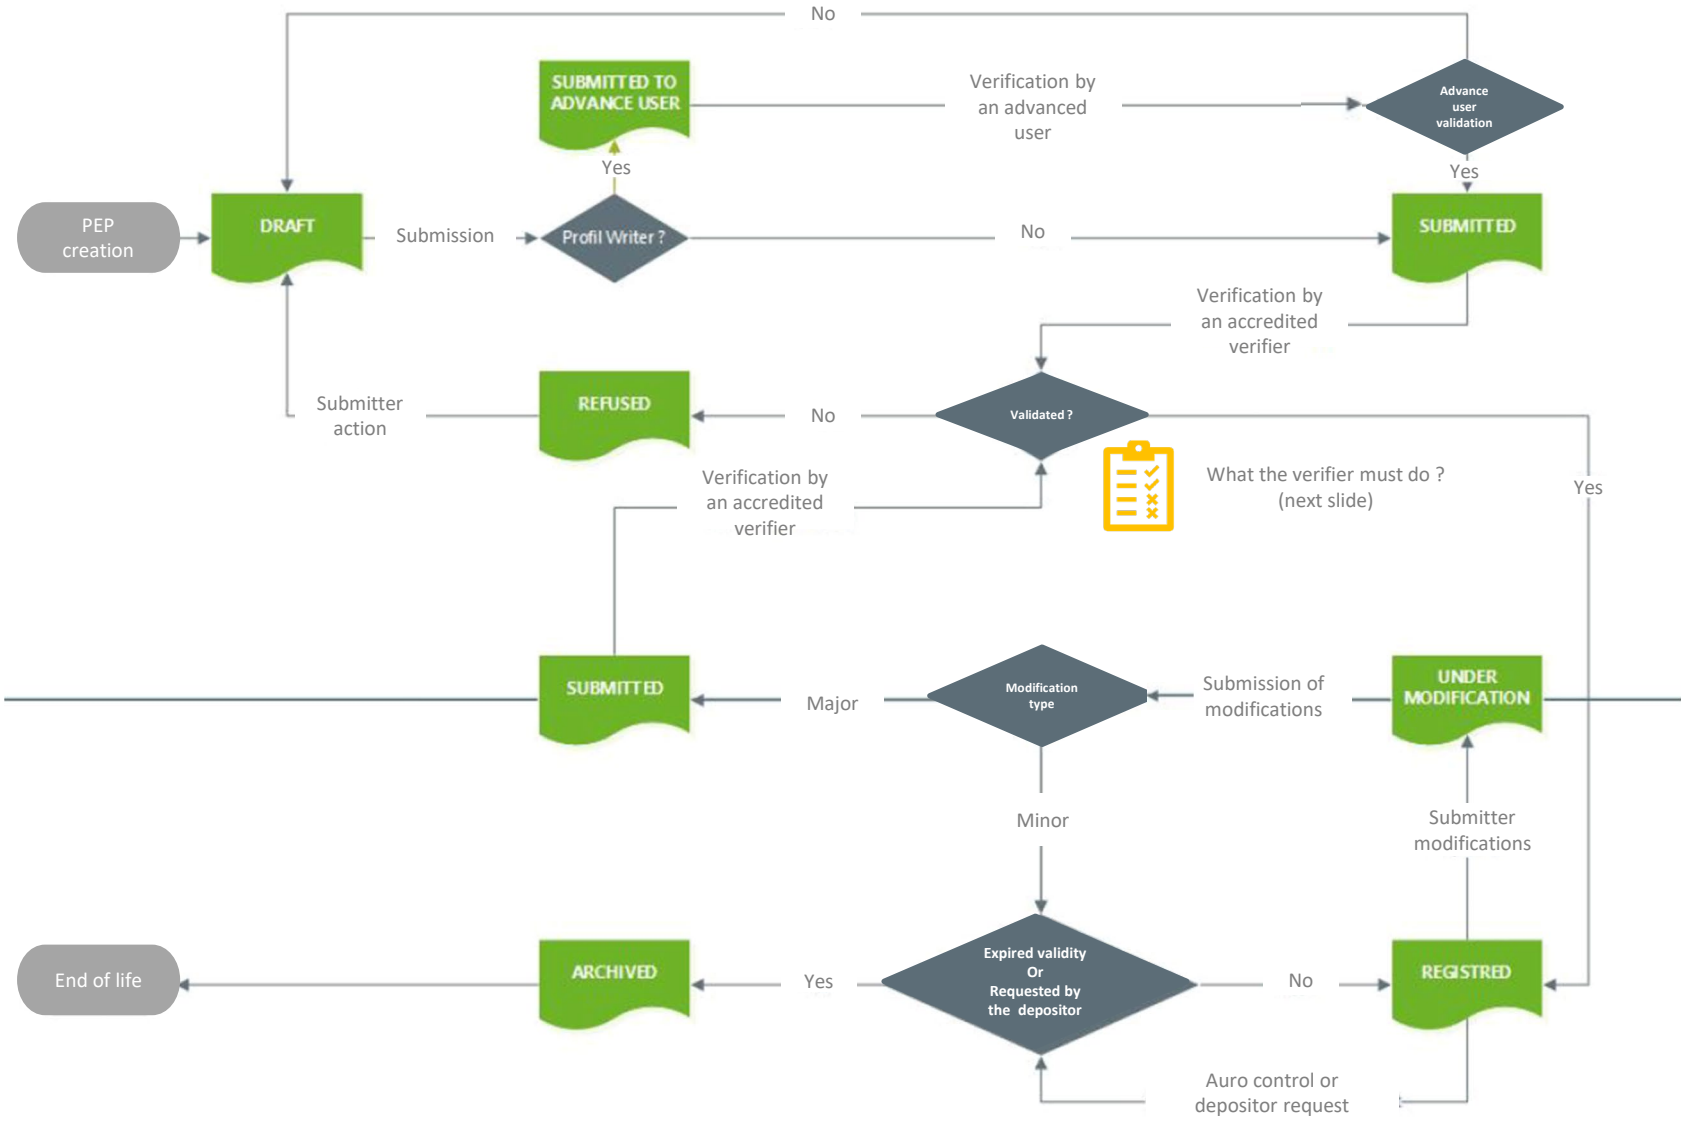 No
SUBMITTED TO
ADVANCE USER
Verification by
an advanced
user
Advance
user
validation
Yes
Yes
PEP
creation
DRAFT
Submission
Profil Writer ?
No
SUBMITTED
Verification by
an accredited
verifier
Submitter
action
REFUSED
No
Validated ?
Verification by
an accredited
verifier
What the verifier must do ?
(next slide)
Yes
SUBMITTED
Major
Modification
type
Submission of
modifications
UNDER
MODIFICATION
Minor
Submitter
modifications
End of life
ARCHIVED
Yes
Expired validity
Or
Requested by
the depositor
No
REGISTRED
Auro control or
depositor request